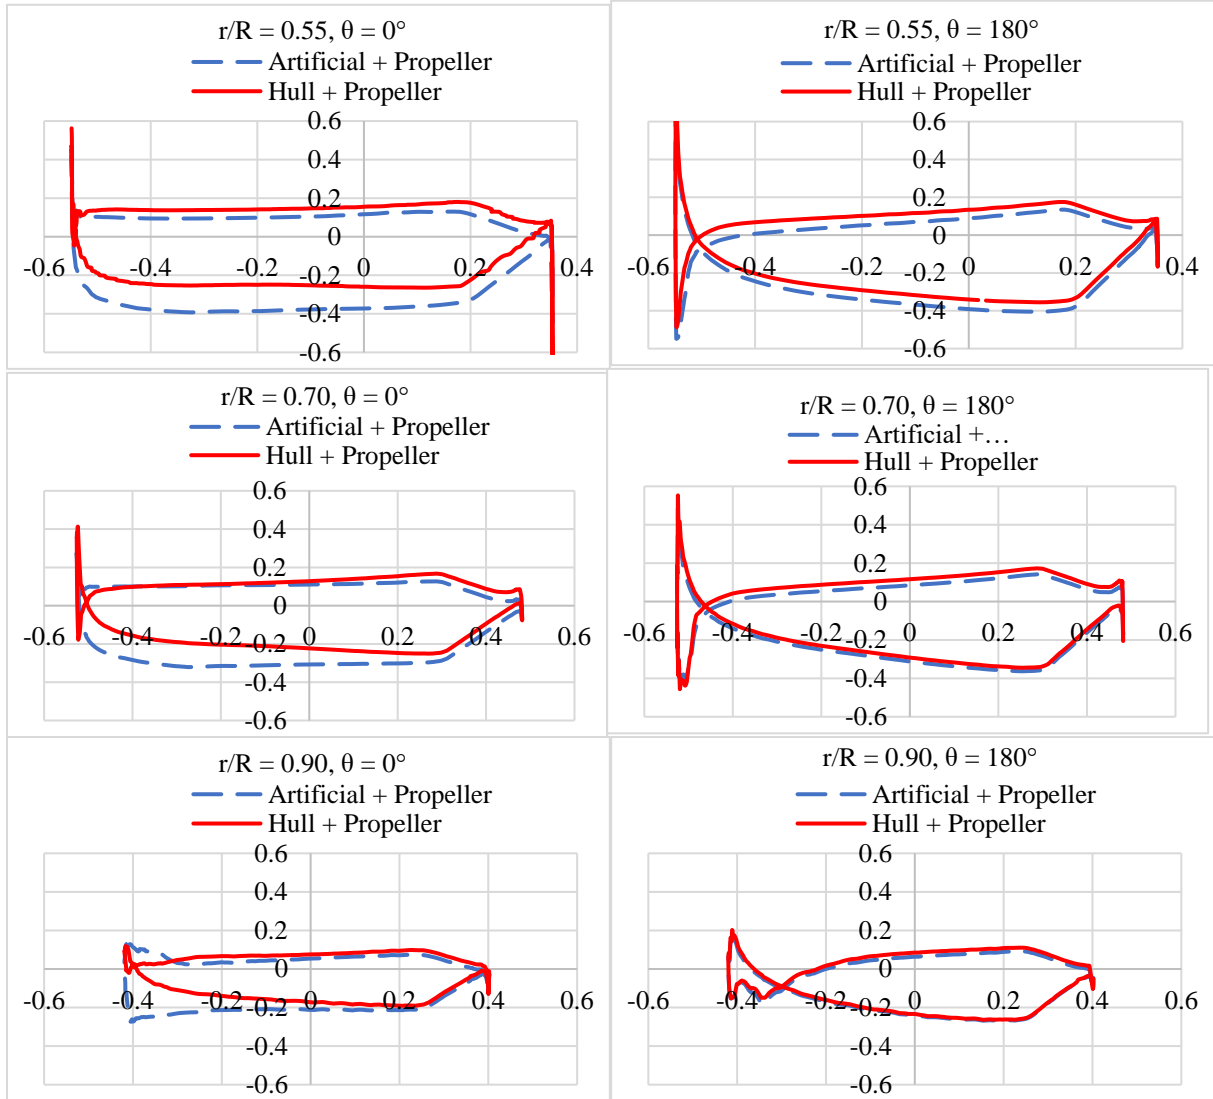 r/R = 0.55, θ = 0°
Artificial + Propeller
Hull + Propeller
0.6
0.4
0.2
0
-0.6 -0.4 -0.2 0 0.2 0.4
-0.2
-0.4
-0.6
r/R = 0.55, θ = 180°
Artificial + Propeller
Hull + Propeller
0.6
0.4
0.2
0
-0.6 -0.4 -0.2 0 0.2 0.4
-0.2
-0.4
-0.6
r/R = 0.70, θ = 0°
Artificial + Propeller
Hull + Propeller
0.6
0.4
0.2
0
-0.6 -0.4 -0.2 0 0.2 0.4 0.6
-0.2
-0.4
-0.6
r/R = 0.70, θ = 180°
Artificial +…
Hull + Propeller
0.6
0.4
0.2
0
-0.6 -0.4 -0.2 0 0.2 0.4 0.6
-0.2
-0.4
-0.6
r/R = 0.90, θ = 0°
Artificial + Propeller
Hull + Propeller
0.6
0.4
0.2
0
-0.6 -0.4 -0.2 0 0.2 0.4 0.6
-0.2
-0.4
-0.6
r/R = 0.90, θ = 180°
Artificial + Propeller
Hull + Propeller
0.6
0.4
0.2
0
-0.6 -0.4 -0.2 0 0.2 0.4 0.6
-0.2
-0.4
-0.6